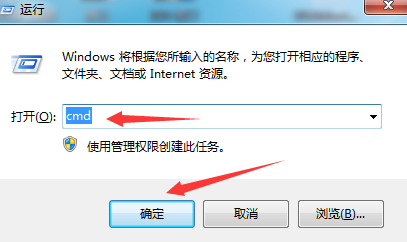 运行
Windows 将根据您所输入的名称，为您打开相应的程序、
文件夹、文档或 Internet 资源。
打开(O): cmd
使用管理权限创建此任务。
确定 取消 浏览(B)...